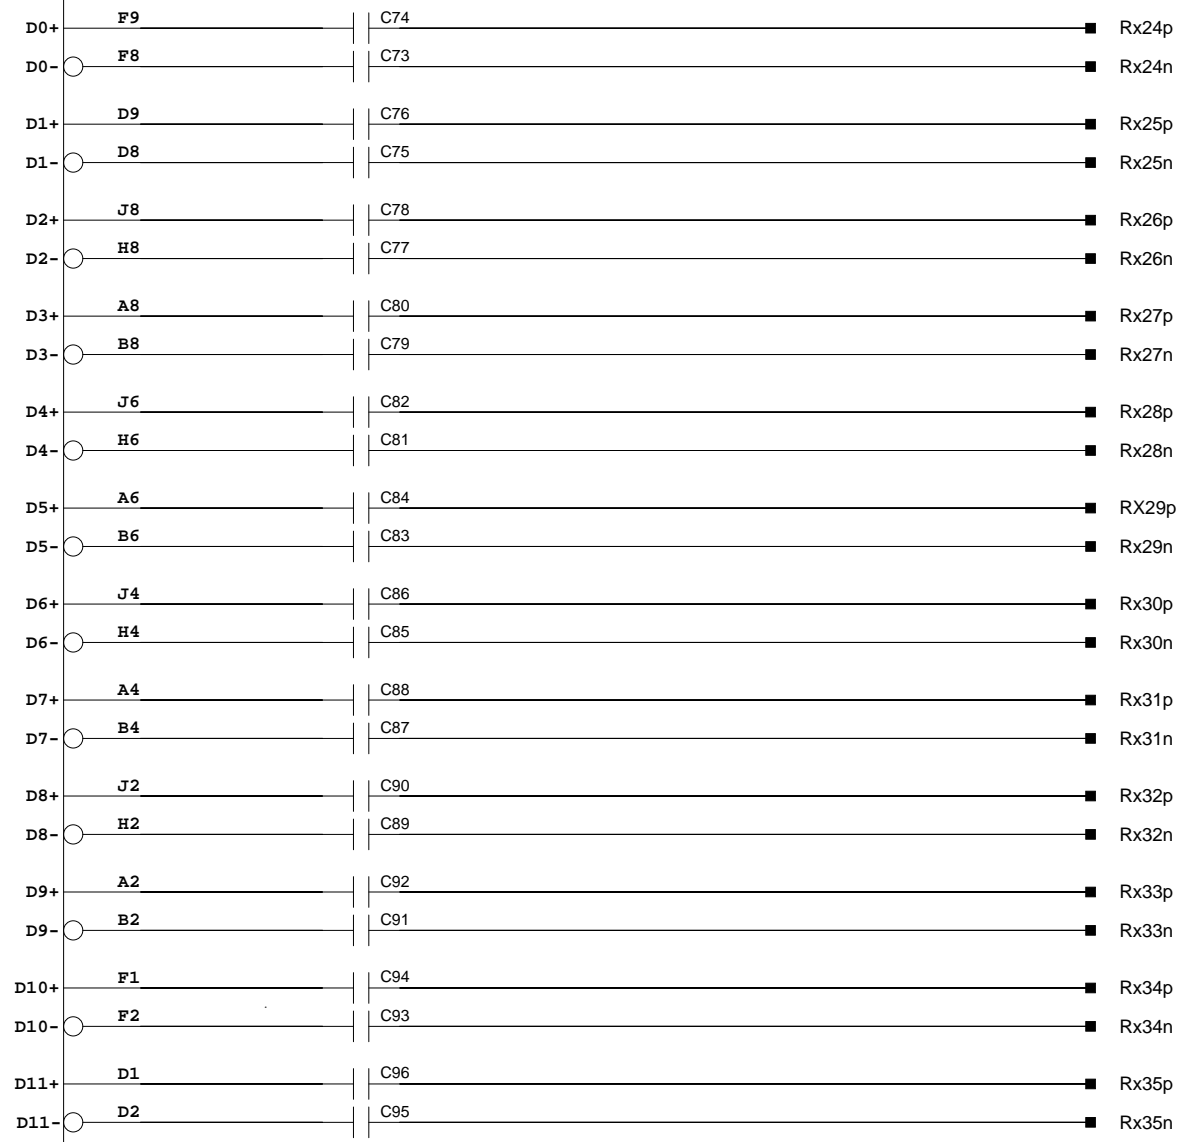 D0+ F9 C74 Rx24p
D0- F8 C73 Rx24n
D1+ D9 C76 Rx25p
D1- D8 C75 Rx25n
D2+ J8 C78 Rx26p
D2- H8 C77 Rx26n
D3+ A8 C80 Rx27p
D3- B8 C79 Rx27n
D4+ J6 C82 Rx28p
D4- H6 C81 Rx28n
D5+ A6 C84 RX29p
D5- B6 C83 Rx29n
D6+ J4 C86 Rx30p
D6- H4 C85 Rx30n
D7+ A4 C88 Rx31p
D7- B4 C87 Rx31n
D8+ J2 C90 Rx32p
D8- H2 C89 Rx32n
D9+ A2 C92 Rx33p
D9- B2 C91 Rx33n
D10+ F1 C94 Rx34p
D10- F2 C93 Rx34n
D11+ D1 C96 Rx35p
D11- D2 C95 Rx35n